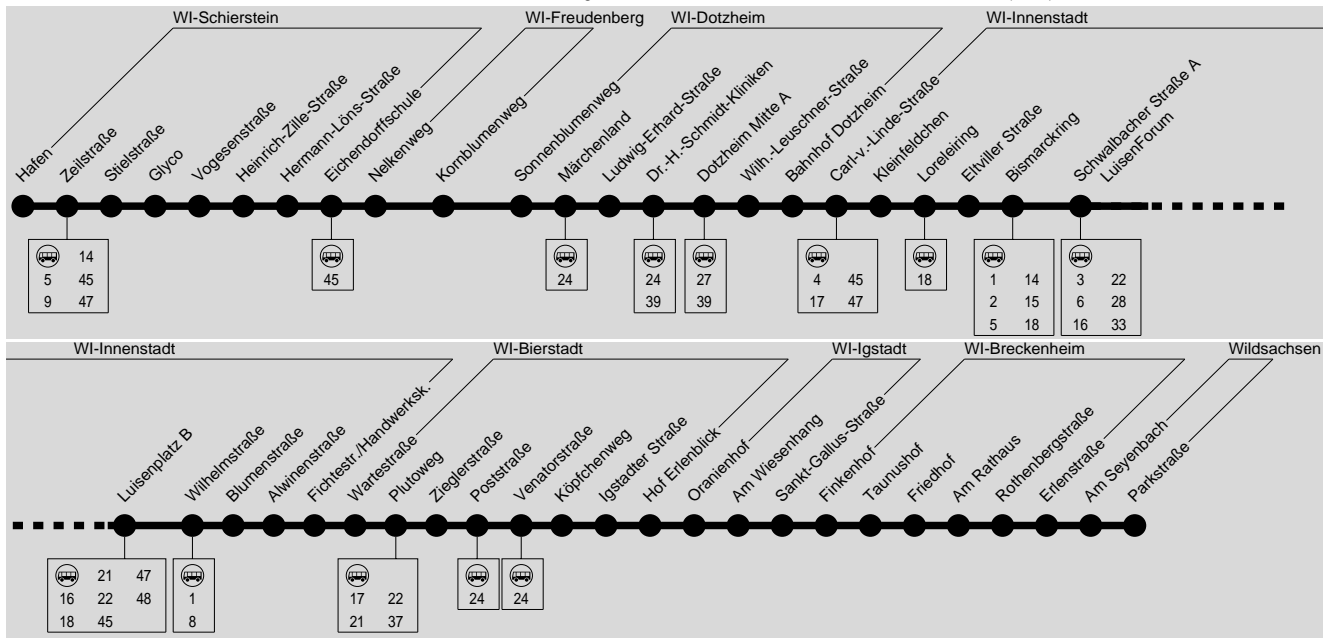 WI-Schierstein
WI-Freudenberg
WI-Dotzheim
WI-Innenstadt
Hafen
Zeilstraße
Stielstraße
Glyco
Vogesenstraße
Heinrich-Zille-Straße
Hermann-Löns-Straße
Eichendorffschule
Nelkenweg
Kornblumenweg
Sonnenblumenweg
Märchenland
Ludwig-Erhard-Straße
Dr.-H.-Schmidt-Kliniken
Dotzheim Mitte A
Wilh.-Leuschner-Straße
Bahnhof Dotzheim
Carl-v.-Linde-Straße
Kleinfeldchen
Loreleiring
Eltviller Straße
Bismarckring
Schwalbacher Straße A
LuisenForum
14
5 45
9 47
45
24
24
39
27
39
4 45
17 47
18
1 14
2 15
5 18
3 22
6 28
16 33
WI-Innenstadt
WI-Bierstadt
WI-Igstadt
WI-Breckenheim
Wildsachsen
Luisenplatz B
Wilhelmstraße
Blumenstraße
Alwinenstraße
Fichtestr./Handwerksk.
Wartestraße
Plutoweg
Zieglerstraße
Poststraße
Venatorstraße
Köpfchenweg
Igstadter Straße
Hof Erlenblick
Oranienhof
Am Wiesenhang
Sankt-Gallus-Straße
Finkenhof
Taunushof
Friedhof
Am Rathaus
Rothenbergstraße
Erlenstraße
Am Seyenbach
Parkstraße
21 47
16 22 48
18 45
1
8
17 22
21 37
24
24